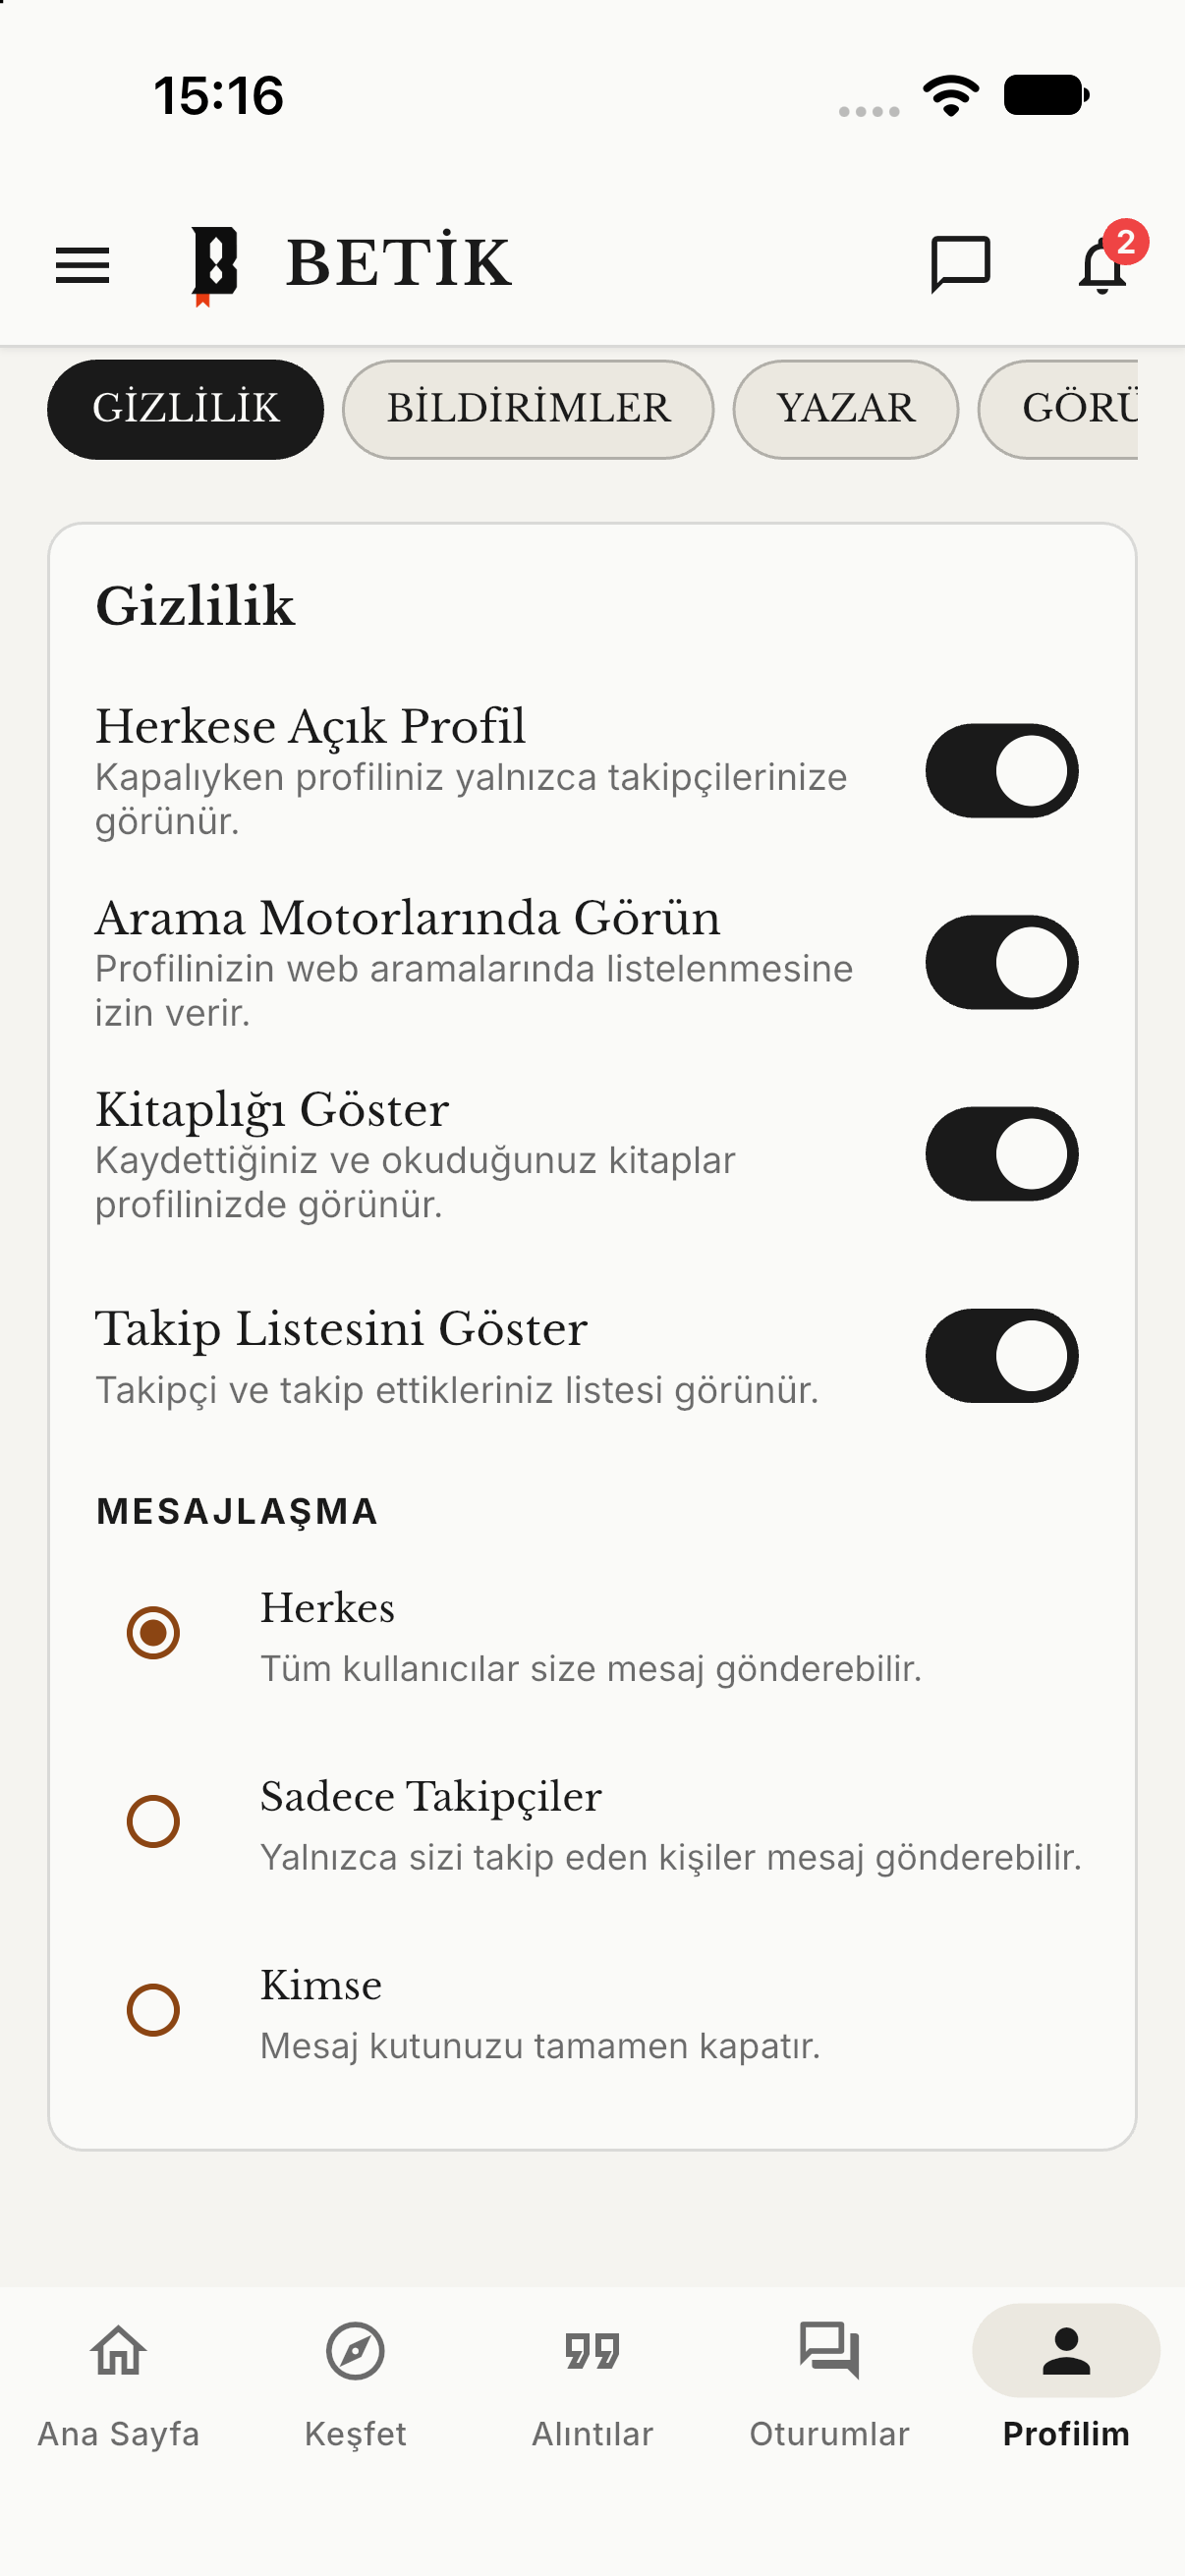 15:16
BETİK
2
GİZLİLİK
BİLDİRİMLER
YAZAR
GÖRÜ
Gizlilik
Herkese Açık Profil
Kapalıyken profiliniz yalnızca takipçilerinize
görünür.
Arama Motorlarında Görün
Profilinizin web aramalarında listelenmesine
izin verir.
Kitaplığı Göster
Kaydettiğiniz ve okuduğunuz kitaplar
profilinizde görünür.
Takip Listesini Göster
Takipçi ve takip ettikleriniz listesi görünür.
MESAJLAŞMA
Herkes
Tüm kullanıcılar size mesaj gönderebilir.
Sadece Takipçiler
Yalnızca sizi takip eden kişiler mesaj gönderebilir.
Kimse
Mesaj kutunuzu tamamen kapatır.
Ana Sayfa
Keşfet
Alıntılar
Oturumlar
Profilim